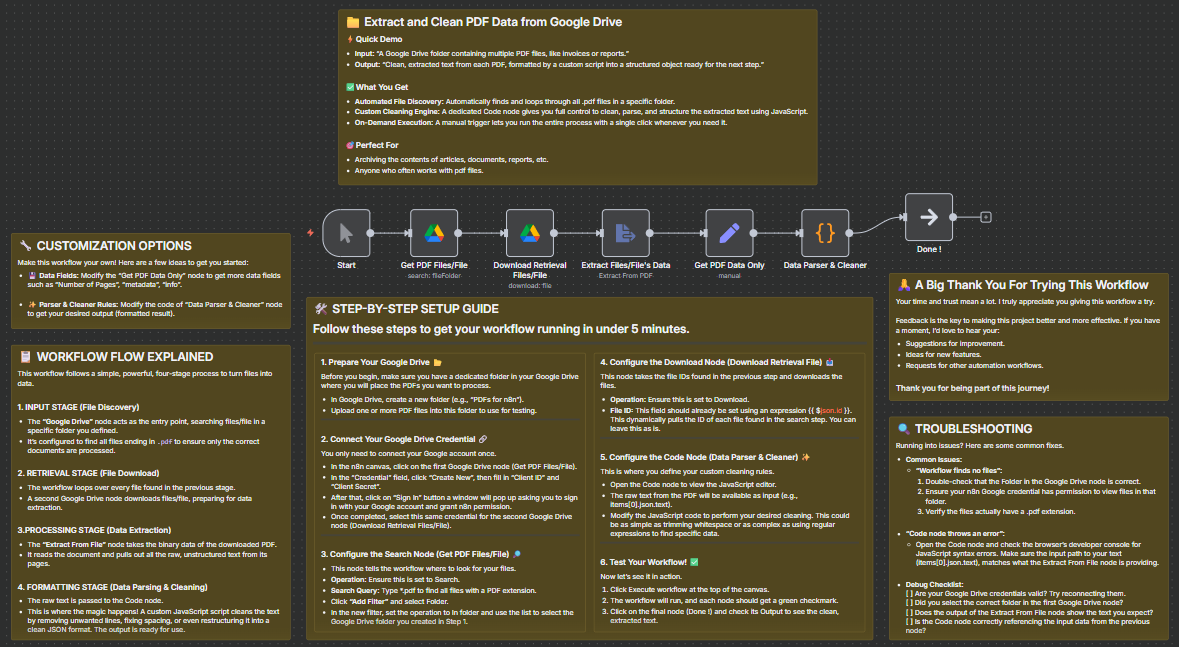 📁 Extract and Clean PDF Data from Google Drive
⚡ Quick Demo
• Input: "A Google Drive folder containing multiple PDF files, like invoices or reports."
• Output: "Clean, extracted text from each PDF, formatted by a custom script into a structured object ready for the next step."
✅ What You Get
• Automated File Discovery: Automatically finds and loops through all .pdf files in a specific folder.
• Custom Cleaning Engine: A dedicated Code node gives you full control to clean, parse, and structure the extracted text using JavaScript.
• On-Demand Execution: A manual trigger lets you run the entire process with a single click whenever you need it.
🎯 Perfect For
• Archiving the contents of articles, documents, reports, etc.
• Anyone who often works with pdf files.
Start
Get PDF Files/File
search: fileFolder
Download Retrieval
Files/File
download: file
Extract Files/File's Data
Extract From PDF
Get PDF Data Only
manual
Data Parser & Cleaner
Done !
🔧 CUSTOMIZATION OPTIONS
Make this workflow your own! Here are a few ideas to get you started:
• 💾 Data Fields: Modify the "Get PDF Data Only" node to get more data fields
such as "Number of Pages", "metadata", "info".
• ✨ Parser & Cleaner Rules: Modify the code of "Data Parser & Cleaner" node
to get your desired output (formatted result).
📋 WORKFLOW FLOW EXPLAINED
This workflow follows a simple, powerful, four-stage process to turn files into
data.
1. INPUT STAGE (File Discovery)
• The "Google Drive" node acts as the entry point, searching files/file in a
specific folder you defined.
• It's configured to find all files ending in .pdf to ensure only the correct
documents are processed.
2. RETRIEVAL STAGE (File Download)
• The workflow loops over every file found in the previous stage.
• A second Google Drive node downloads files/file, preparing for data
extraction.
3.PROCESSING STAGE (Data Extraction)
• The "Extract From File" node takes the binary data of the downloaded PDF.
• It reads the document and pulls out all the raw, unstructured text from its
pages.
4. FORMATTING STAGE (Data Parsing & Cleaning)
• The raw text is passed to the Code node.
• This is where the magic happens! A custom JavaScript script cleans the text
by removing unwanted lines, fixing spacing, or even restructuring it into a
clean JSON format. The output is ready for use.
🛠 STEP-BY-STEP SETUP GUIDE
Follow these steps to get your workflow running in under 5 minutes.
1. Prepare Your Google Drive 📂
Before you begin, make sure you have a dedicated folder in your Google Drive
where you will place the PDFs you want to process.
• In Google Drive, create a new folder (e.g., "PDFs for n8n").
• Upload one or more PDF files into this folder to use for testing.
2. Connect Your Google Drive Credential 🔗
You only need to connect your Google account once.
• In the n8n canvas, click on the first Google Drive node (Get PDF Files/File).
• In the "Credential" field, click "Create New", then fill in "Client ID" and
"Client Secret".
• After that, click on "Sign In" button a window will pop up asking you to sign
in with your Google account and grant n8n permission.
• Once completed, select this same credential for the second Google Drive
node (Download Retrieval Files/File).
3. Configure the Search Node (Get PDF Files/File) 🔎
• This node tells the workflow where to look for your files.
• Operation: Ensure this is set to Search.
• Search Query: Type *.pdf to find all files with a PDF extension.
• Click "Add Filter" and select Folder.
• In the new filter, set the operation to In folder and use the list to select the
Google Drive folder you created in Step 1.
4. Configure the Download Node (Download Retrieval File) 📥
This node takes the file IDs found in the previous step and downloads the
files.
• Operation: Ensure this is set to Download.
• File ID: This field should already be set using an expression {{ $json.id }}.
This dynamically pulls the ID of each file found in the search step. You can
leave this as is.
5. Configure the Code Node (Data Parser & Cleaner) ✨
This is where you define your custom cleaning rules.
• Open the Code node to view the JavaScript editor.
• The raw text from the PDF will be available as input (e.g.,
items[0].json.text).
• Modify the JavaScript code to perform your desired cleaning. This could
be as simple as trimming whitespace or as complex as using regular
expressions to find specific data.
6. Test Your Workflow! ✅
Now let's see it in action.
1. Click Execute workflow at the top of the canvas.
2. The workflow will run, and each node should get a green checkmark.
3. Click on the final node (Done !) and check its Output to see the clean,
extracted text.
🙏 A Big Thank You For Trying This Workflow
Your time and trust mean a lot. I truly appreciate you giving this workflow a try.
Feedback is the key to making this project better and more effective. If you have
a moment, I'd love to hear your:
• Suggestions for improvement.
• Ideas for new features.
• Requests for other automation workflows.
Thank you for being part of this journey!
🔍 TROUBLESHOOTING
Running into issues? Here are some common fixes.
• Common Issues:
○ "Workflow finds no files":
1. Double-check that the Folder in the Google Drive node is correct.
2. Ensure your n8n Google credential has permission to view files in that
folder.
3. Verify the files actually have a .pdf extension.
• "Code node throws an error":
○ Open the Code node and check the browser's developer console for
JavaScript syntax errors. Make sure the input path to your text
(items[0].json.text), matches what the Extract From File node is providing.
• Debug Checklist:
[ ] Are your Google Drive credentials valid? Try reconnecting them.
[ ] Did you select the correct folder in the first Google Drive node?
[ ] Does the output of the Extract From File node show the text you expect?
[ ] Is the Code node correctly referencing the input data from the previous
node?